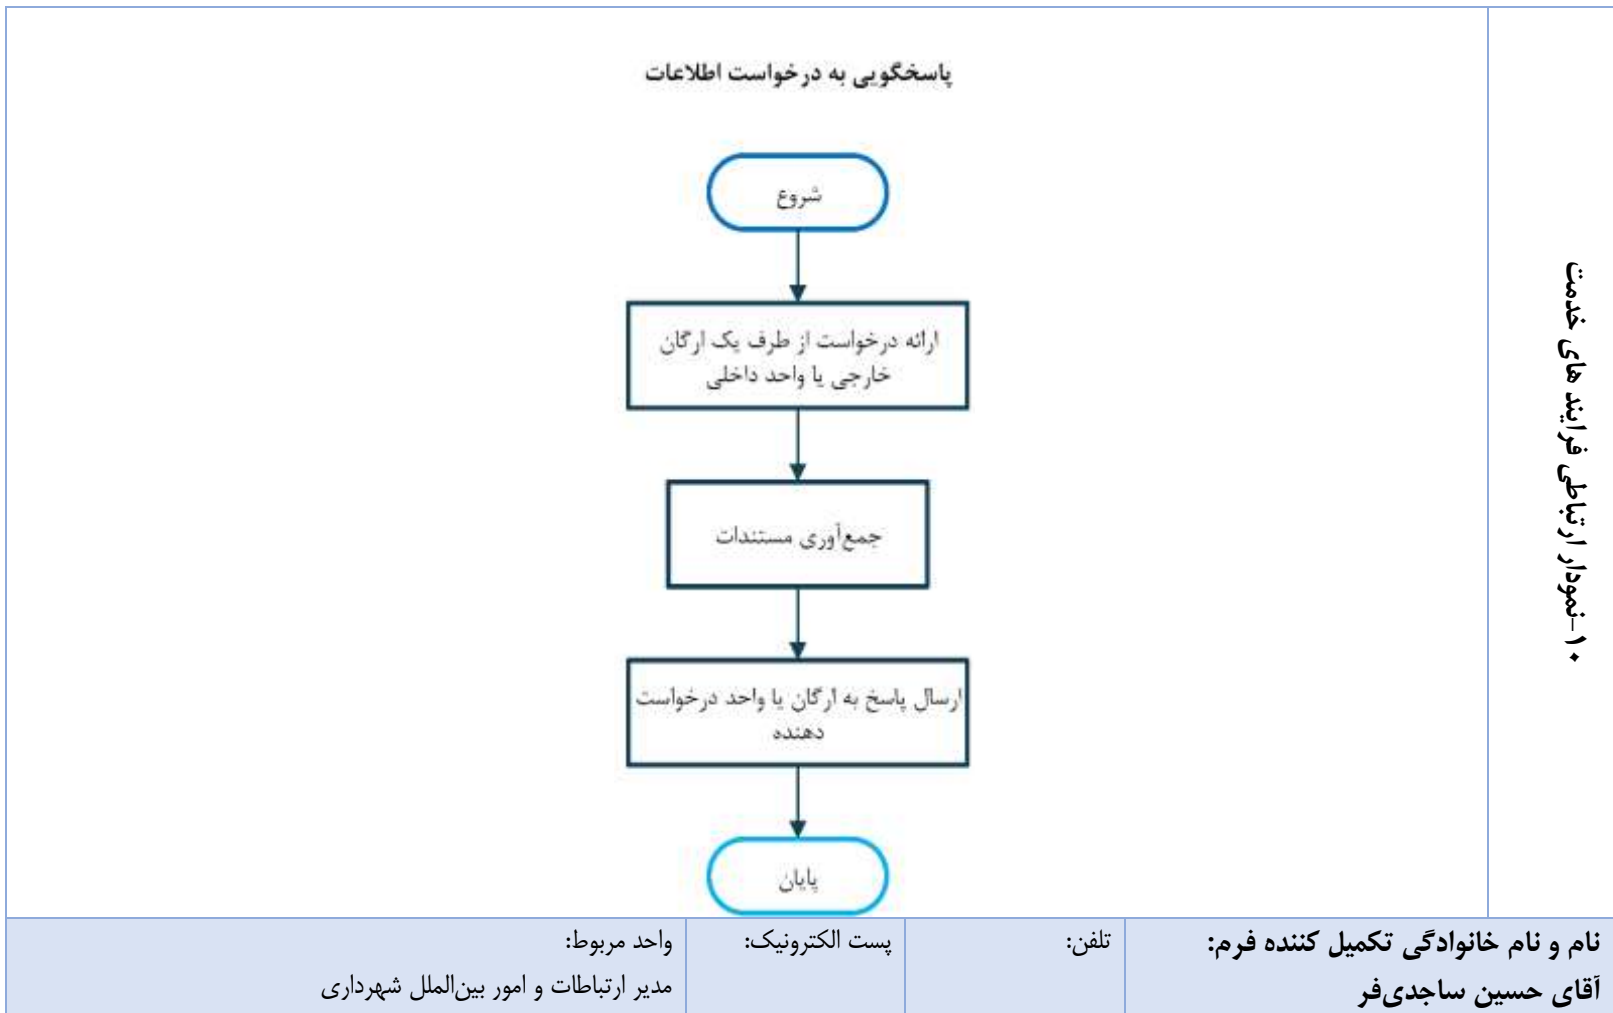 پاسخگویی به درخواست اطلاعات
شروع
ارائه درخواست از طرف یک ارگان
خارجی یا واحد داخلی
جمع‌آوری مستندات
ارسال پاسخ به ارگان یا واحد درخواست
دهنده
پایان
۱۰-نمودار ارتباطی فرایند های خدمت
نام و نام خانوادگی تکمیل کننده فرم:
آقای حسین ساجدی‌فر
تلفن:
پست الکترونیک:
واحد مربوط:
مدیر ارتباطات و امور بین‌الملل شهرداری